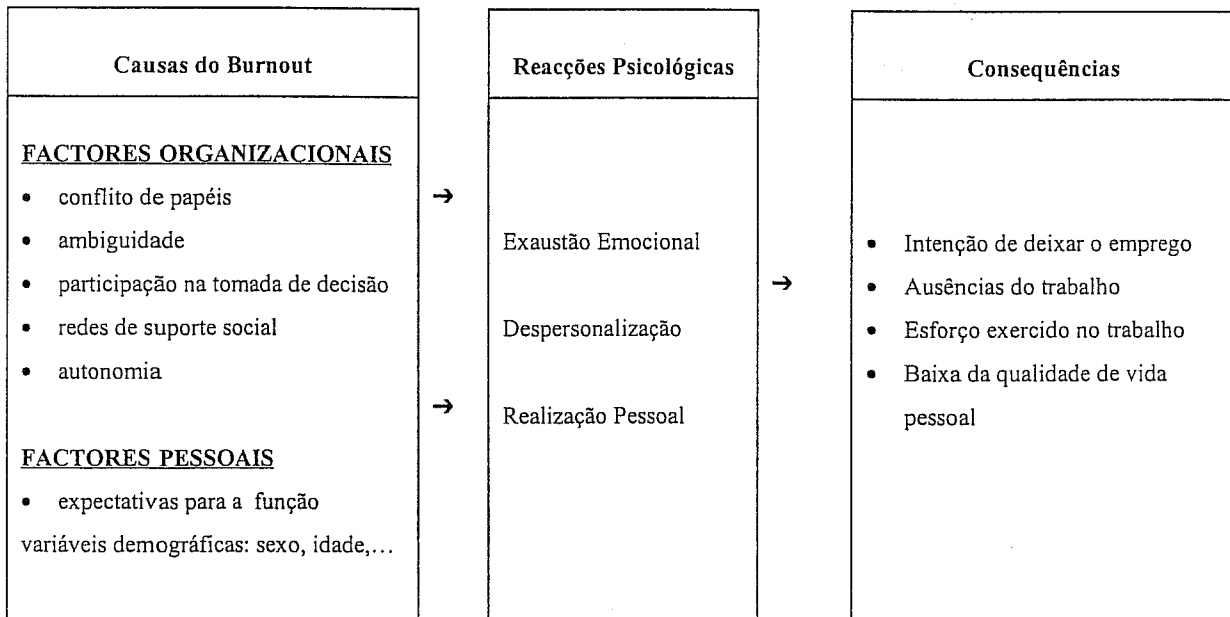 Causas do Burnout
FACTORES ORGANIZACIONAIS
• conflito de papéis
• ambiguidade
• participação na tomada de decisão
• redes de suporte social
• autonomia
FACTORES PESSOAIS
• expectativas para a função
variáveis demográficas: sexo, idade,...
→
→
Reacções Psicológicas
Exaustão Emocional
Despersonalização
Realização Pessoal
→
Consequências
• Intenção de deixar o emprego
• Ausências do trabalho
• Esforço exercido no trabalho
• Baixa da qualidade de vida
pessoal